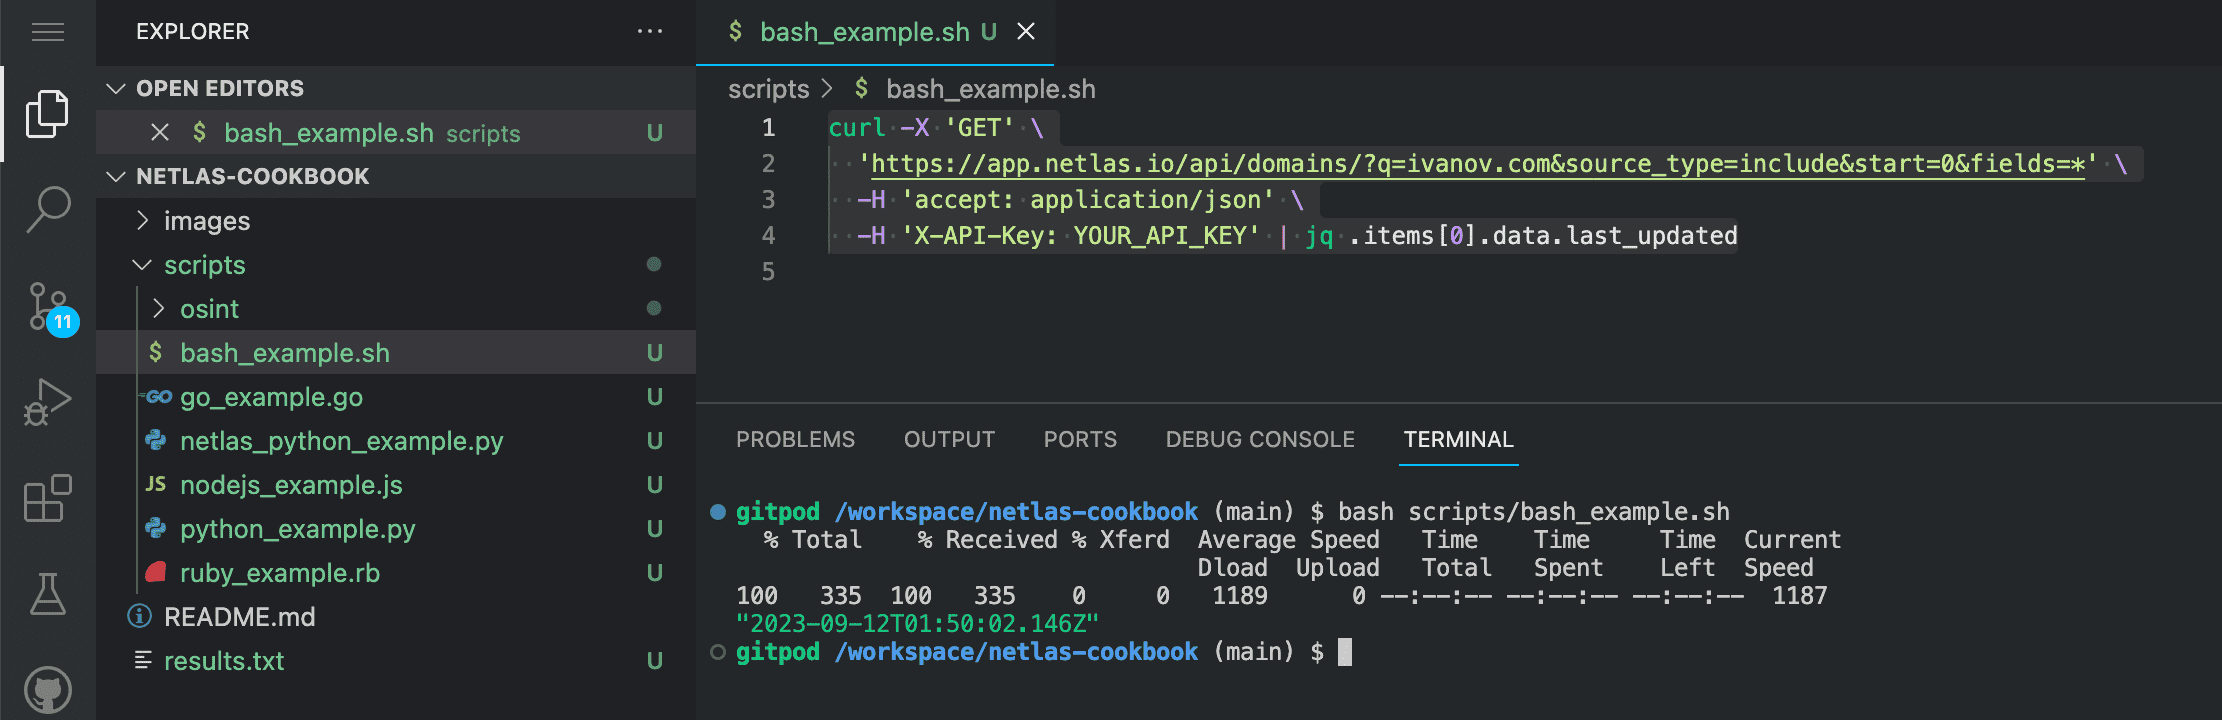 EXPLORER
OPEN EDITORS
$ bash_example.sh scripts U
NETLAS-COOKBOOK
images
scripts
osint
$ bash_example.sh U
GO go_example.go U
netlas_python_example.py U
JS nodejs_example.js U
python_example.py U
ruby_example.rb U
README.md
results.txt U
11
$ bash_example.sh U
scripts > $ bash_example.sh
1 curl -X 'GET' \
2   'https://app.netlas.io/api/domains/?q=ivanov.com&source_type=include&start=0&fields=*' \
3   -H 'accept: application/json' \
4   -H 'X-API-Key: YOUR_API_KEY' | jq .items[0].data.last_updated
5
PROBLEMS OUTPUT PORTS DEBUG CONSOLE TERMINAL
gitpod /workspace/netlas-cookbook (main) $ bash scripts/bash_example.sh
  % Total    % Received % Xferd  Average Speed   Time    Time     Time  Current
                                 Dload  Upload   Total   Spent    Left  Speed
100   335  100   335    0     0   1189      0 --:--:-- --:--:-- --:--:--  1187
"2023-09-12T01:50:02.146Z"
gitpod /workspace/netlas-cookbook (main) $